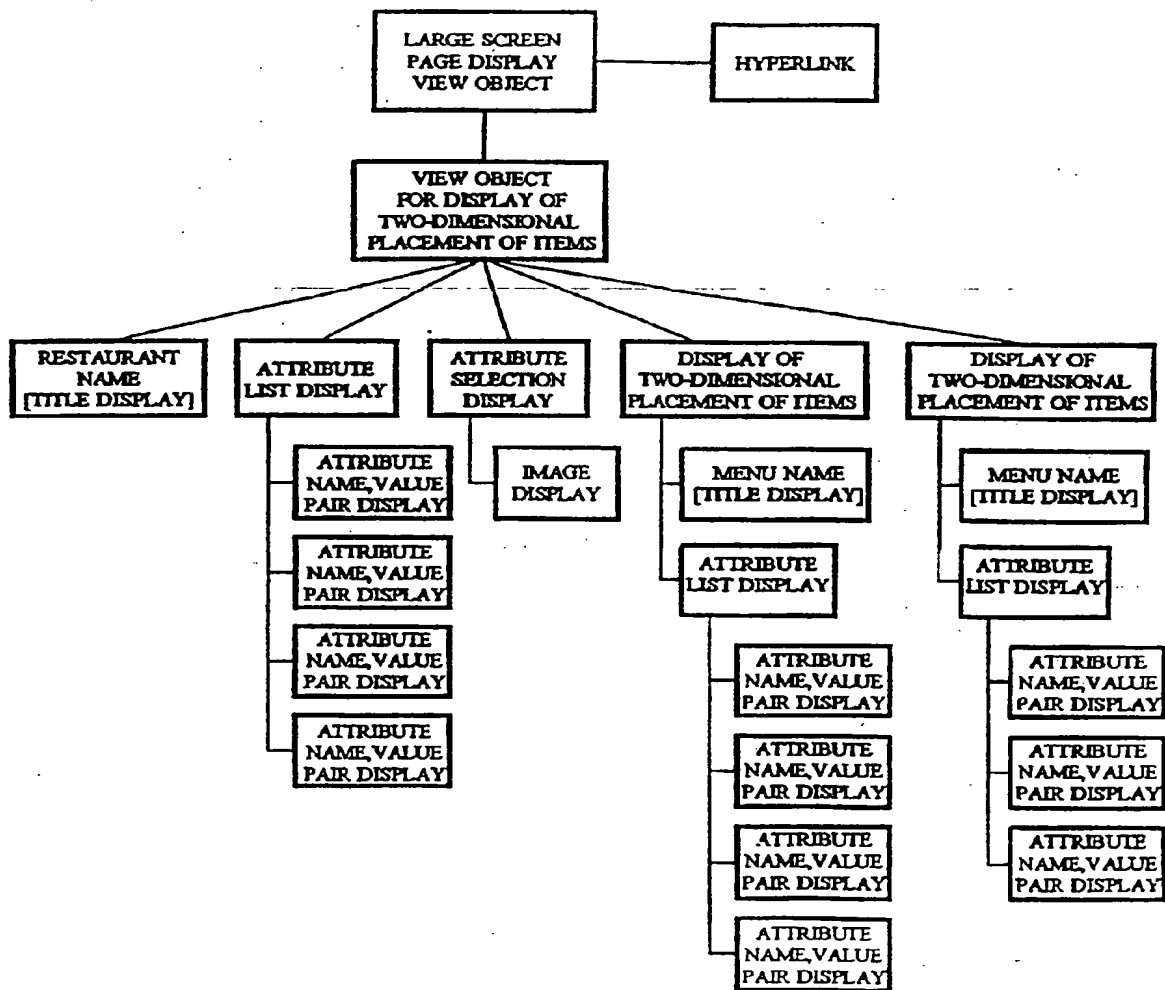 LARGE SCREEN
PAGE DISPLAY
VIEW OBJECT
HYPERLINK
VIEW OBJECT
FOR DISPLAY OF
TWO-DIMENSIONAL
PLACEMENT OF ITEMS
RESTAURANT
NAME
[TITLE DISPLAY]
ATTRIBUTE
LIST DISPLAY
ATTRIBUTE
SELECTION
DISPLAY
DISPLAY OF
TWO-DIMENSIONAL
PLACEMENT OF ITEMS
DISPLAY OF
TWO-DIMENSIONAL
PLACEMENT OF ITEMS
ATTRIBUTE
NAME,VALUE
PAIR DISPLAY
ATTRIBUTE
NAME,VALUE
PAIR DISPLAY
ATTRIBUTE
NAME,VALUE
PAIR DISPLAY
ATTRIBUTE
NAME,VALUE
PAIR DISPLAY
IMAGE
DISPLAY
MENU NAME
[TITLE DISPLAY]
ATTRIBUTE
LIST DISPLAY
ATTRIBUTE
NAME,VALUE
PAIR DISPLAY
ATTRIBUTE
NAME,VALUE
PAIR DISPLAY
ATTRIBUTE
NAME,VALUE
PAIR DISPLAY
ATTRIBUTE
NAME,VALUE
PAIR DISPLAY
MENU NAME
[TITLE DISPLAY]
ATTRIBUTE
LIST DISPLAY
ATTRIBUTE
NAME,VALUE
PAIR DISPLAY
ATTRIBUTE
NAME,VALUE
PAIR DISPLAY
ATTRIBUTE
NAME,VALUE
PAIR DISPLAY